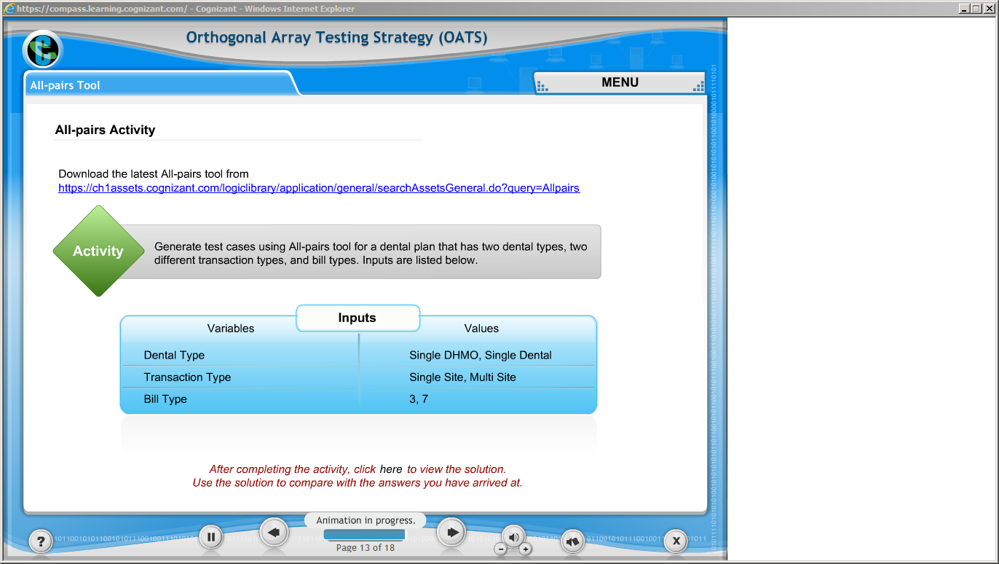 https://compass.learning.cognizant.com/ - Cognizant - Windows Internet Explorer
Orthogonal Array Testing Strategy (OATS)
All-pairs Tool
MENU
All-pairs Activity
Download the latest All-pairs tool from
https://ch1assets.cognizant.com/logiclibrary/application/general/searchAssetsGeneral.do?query=Allpairs
Activity
Generate test cases using All-pairs tool for a dental plan that has two dental types, two
different transaction types, and bill types. Inputs are listed below.
Inputs
Variables Values
Dental Type Single DHMO, Single Dental
Transaction Type Single Site, Multi Site
Bill Type 3, 7
After completing the activity, click here to view the solution.
Use the solution to compare with the answers you have arrived at.
Animation in progress.
Page 13 of 18
?
X